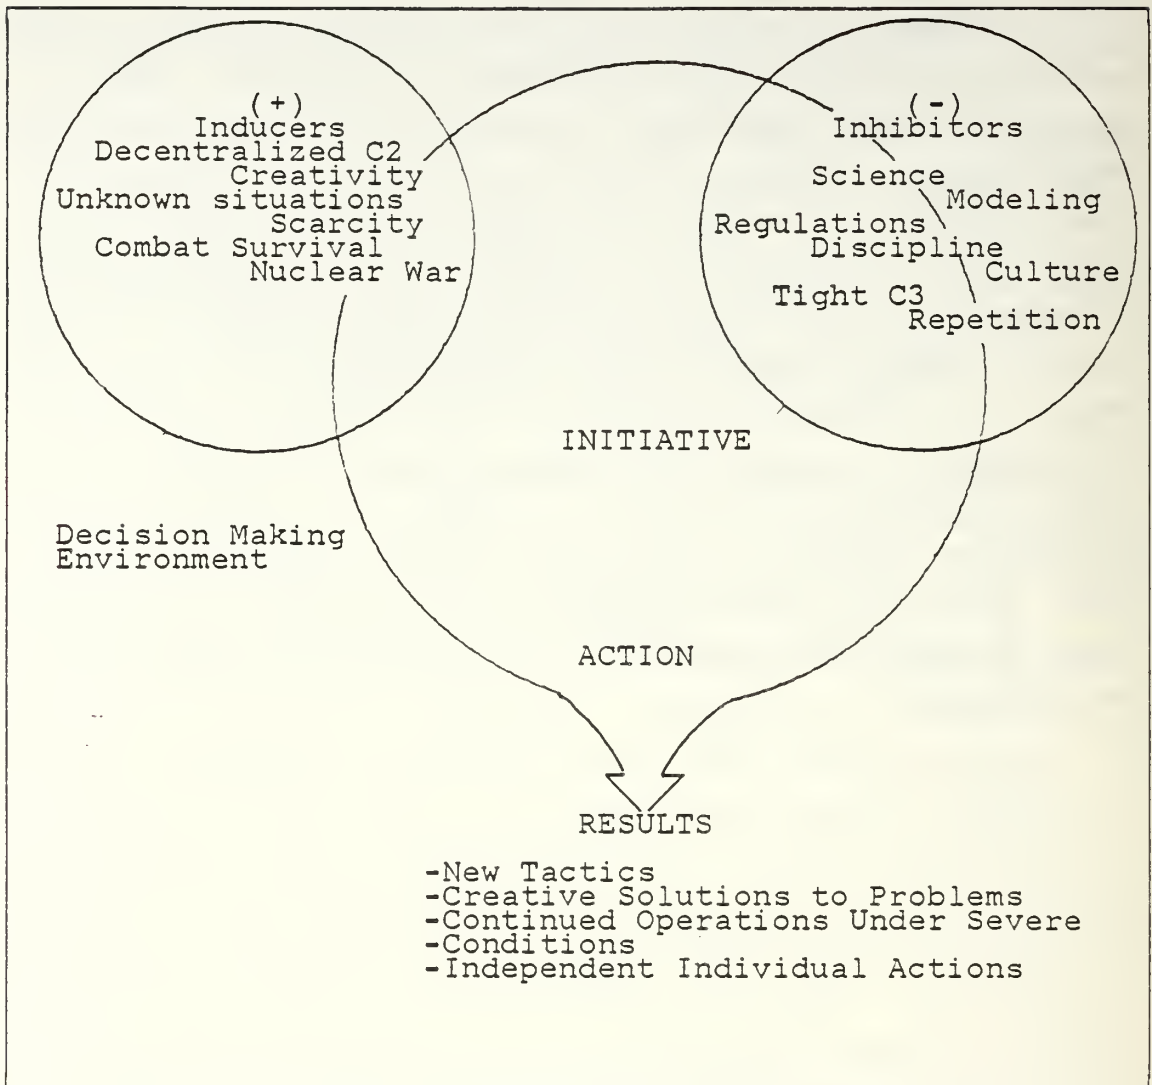 (+)
Inducers
Decentralized C2
Creativity
Unknown situations
Scarcity
Combat Survival
Nuclear War
(-)
Inhibitors
Science
Modeling
Regulations
Discipline
Culture
Tight C3
Repetition
INITIATIVE
Decision Making
Environment
ACTION
RESULTS
-New Tactics
-Creative Solutions to Problems
-Continued Operations Under Severe
-Conditions
-Independent Individual Actions